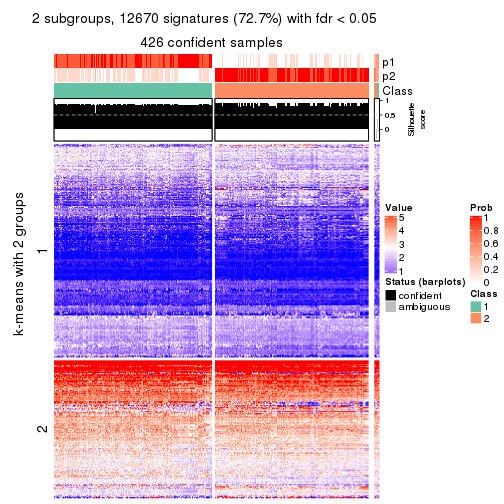 2 subgroups, 12670 signatures (72.7%) with fdr < 0.05
426 confident samples
p1
p2
Class
1
0.5
0
Silhouette
score
k-means with 2 groups
1
2
Value
5
4
3
2
1
Status (barplots)
confident
ambiguous
Prob
1
0.8
0.6
0.4
0.2
0
Class
1
2